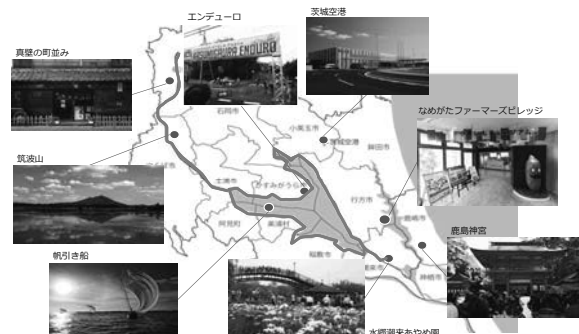 エンデューロ
茨城空港
真壁の町並み
KASUMIGAURA ENDURO
なめがたファーマーズビレッジ
石岡市
小美玉市
茨城空港
鉾田市
筑波山
つくば市
土浦市
かすみがうら市
行方市
鹿嶋市
阿見町
美浦村
鹿島神宮
帆引き船
稲敷市
潮来市
神栖市
水郷潮来あやめ園